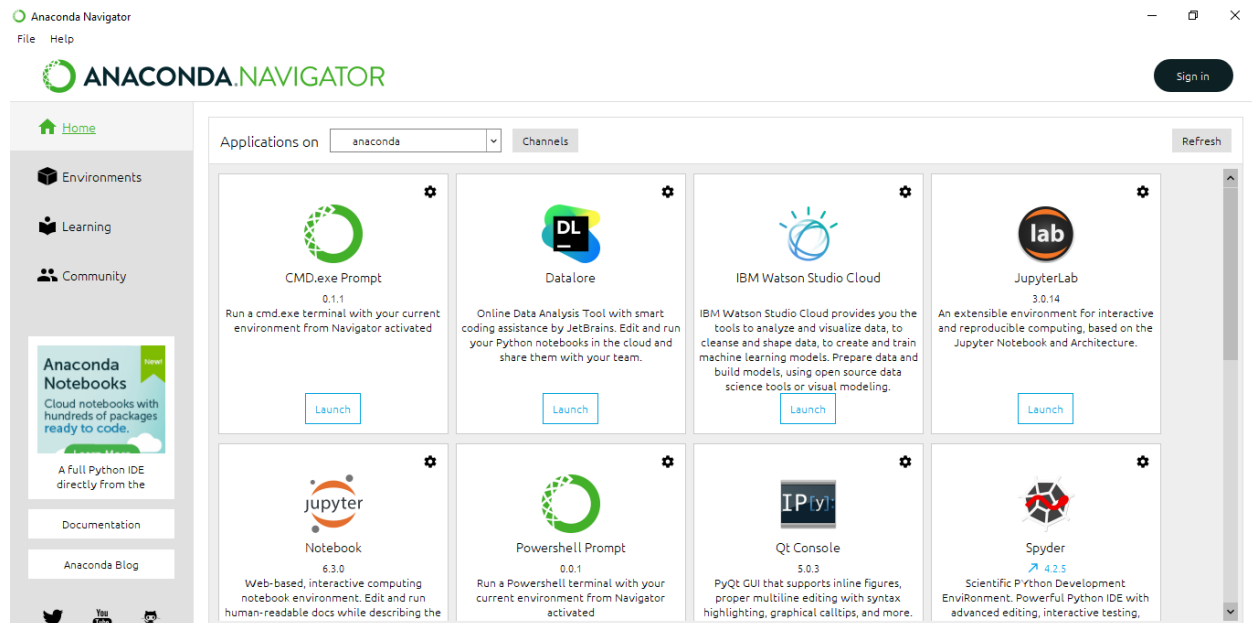 Anaconda Navigator
File Help
ANACONDA.NAVIGATOR
Sign in
Home
Environments
Learning
Community
Anaconda
Notebooks
New!
Cloud notebooks with
hundreds of packages
ready to code.
A full Python IDE
directly from the
Documentation
Anaconda Blog
You
Tube
Applications on anaconda Channels Refresh
CMD.exe Prompt
0.1.1
Run a cmd.exe terminal with your current
environment from Navigator activated
Launch
DL
Datalore
Online Data Analysis Tool with smart
coding assistance by JetBrains. Edit and run
your Python notebooks in the cloud and
share them with your team.
Launch
IBM Watson Studio Cloud
IBM Watson Studio Cloud provides you the
tools to analyze and visualize data, to
cleanse and shape data, to create and train
machine learning models. Prepare data and
build models, using open source data
science tools or visual modeling.
Launch
lab
JupyterLab
3.0.14
An extensible environment for interactive
and reproducible computing, based on the
Jupyter Notebook and Architecture.
Launch
jupyter
Notebook
6.3.0
Web-based, interactive computing
notebook environment. Edit and run
human-readable docs while describing the
Powershell Prompt
0.0.1
Run a Powershell terminal with your
current environment from Navigator
activated
IP[y]:
Qt Console
5.0.3
PyQt GUI that supports inline figures,
proper multiline editing with syntax
highlighting, graphical calltips, and more.
Spyder
4.2.5
Scientific PYthon Development
EnviRonment. Powerful Python IDE with
advanced editing, interactive testing,